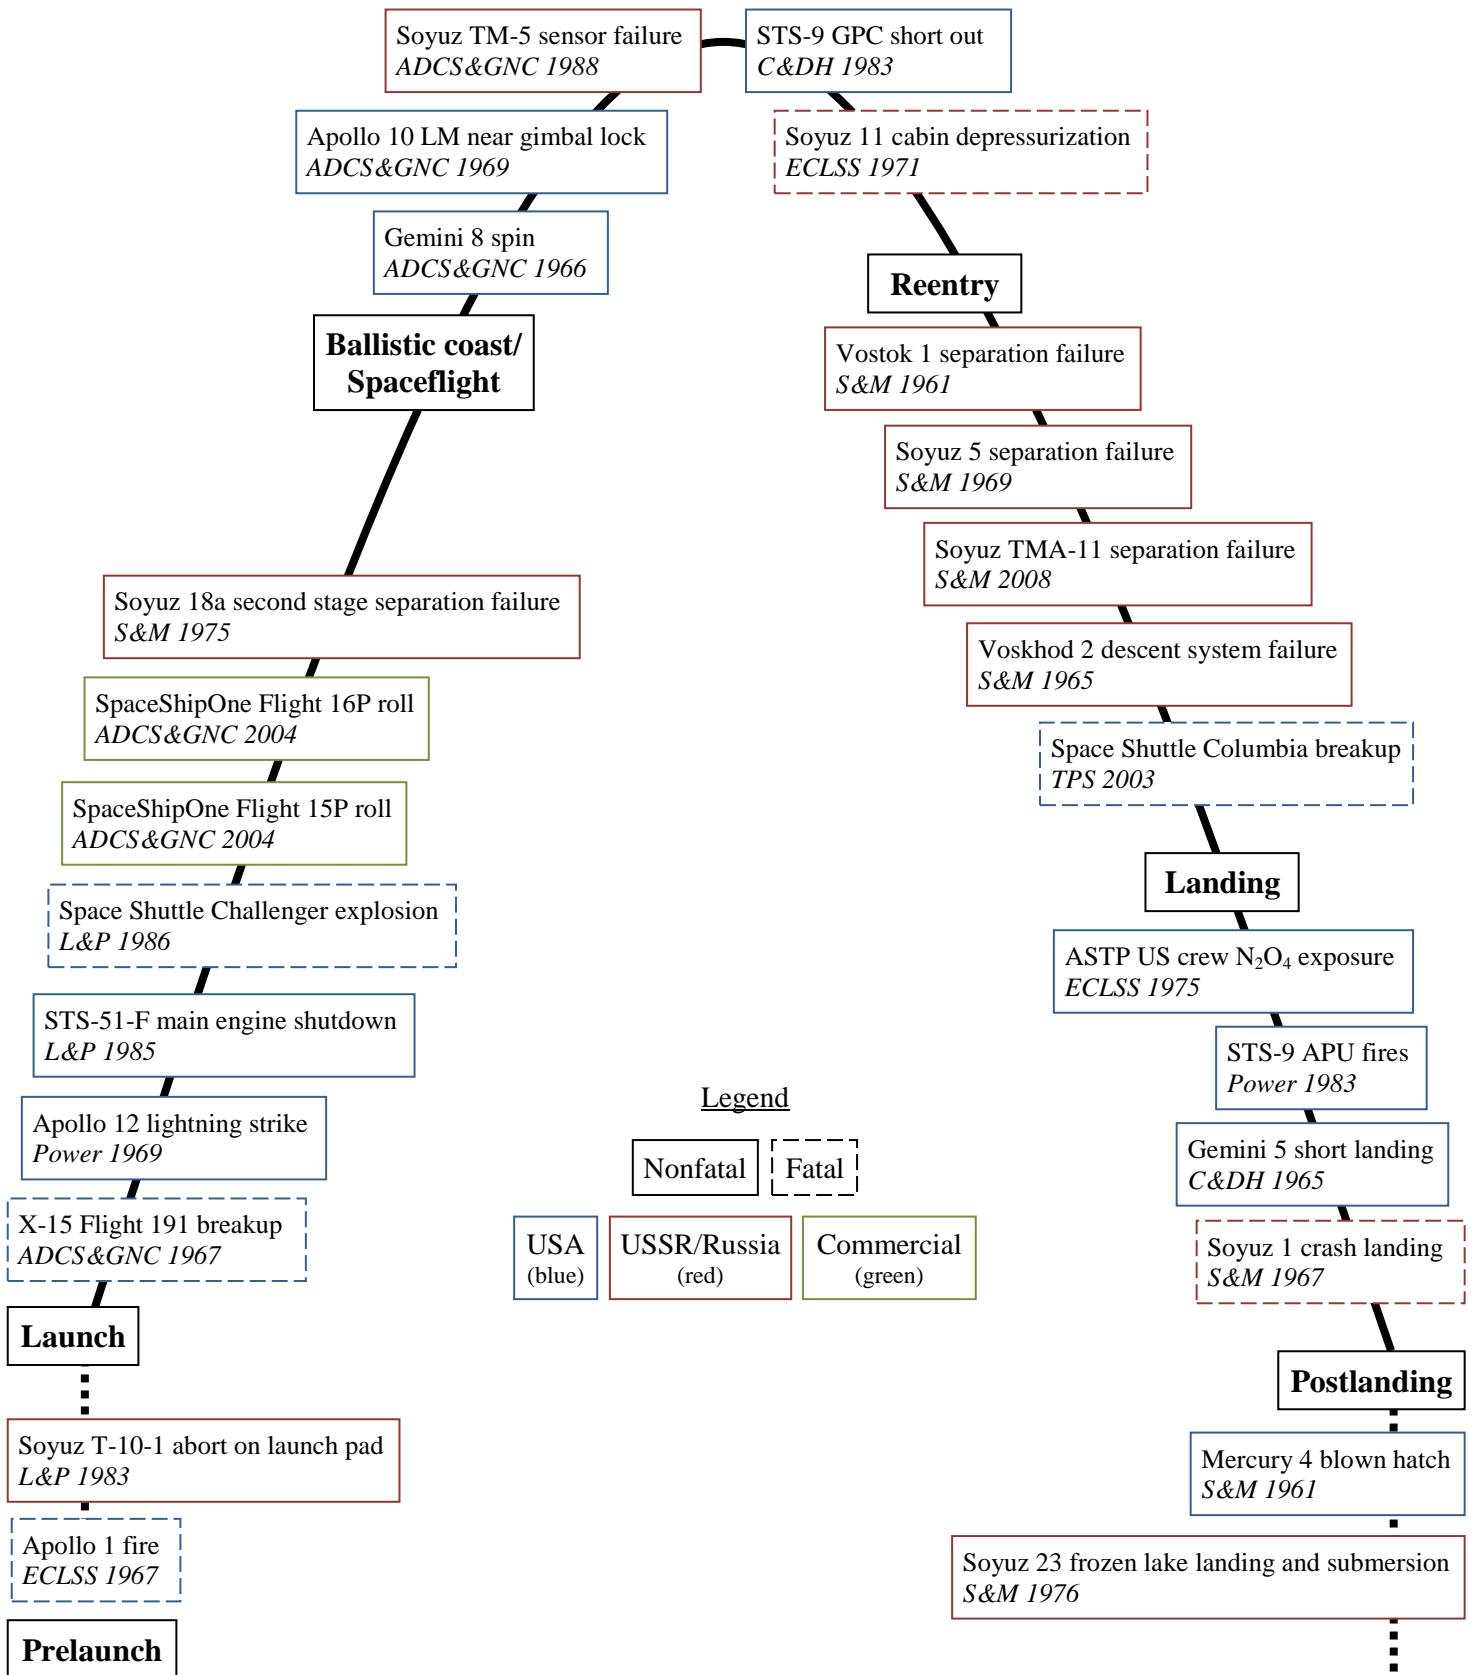 Soyuz TM-5 sensor failure
ADCS&GNC 1988
STS-9 GPC short out
C&DH 1983
Apollo 10 LM near gimbal lock
ADCS&GNC 1969
Soyuz 11 cabin depressurization
ECLSS 1971
Gemini 8 spin
ADCS&GNC 1966
Reentry
Ballistic coast/
Spaceflight
Vostok 1 separation failure
S&M 1961
Soyuz 5 separation failure
S&M 1969
Soyuz TMA-11 separation failure
S&M 2008
Soyuz 18a second stage separation failure
S&M 1975
Voskhod 2 descent system failure
S&M 1965
SpaceShipOne Flight 16P roll
ADCS&GNC 2004
Space Shuttle Columbia breakup
TPS 2003
SpaceShipOne Flight 15P roll
ADCS&GNC 2004
Landing
Space Shuttle Challenger explosion
L&P 1986
ASTP US crew N₂O₄ exposure
ECLSS 1975
STS-51-F main engine shutdown
L&P 1985
STS-9 APU fires
Power 1983
Apollo 12 lightning strike
Power 1969
Legend
Nonfatal
Fatal
Gemini 5 short landing
C&DH 1965
X-15 Flight 191 breakup
ADCS&GNC 1967
USA
(blue)
USSR/Russia
(red)
Commercial
(green)
Soyuz 1 crash landing
S&M 1967
Launch
Postlanding
Soyuz T-10-1 abort on launch pad
L&P 1983
Mercury 4 blown hatch
S&M 1961
Apollo 1 fire
ECLSS 1967
Soyuz 23 frozen lake landing and submersion
S&M 1976
Prelaunch